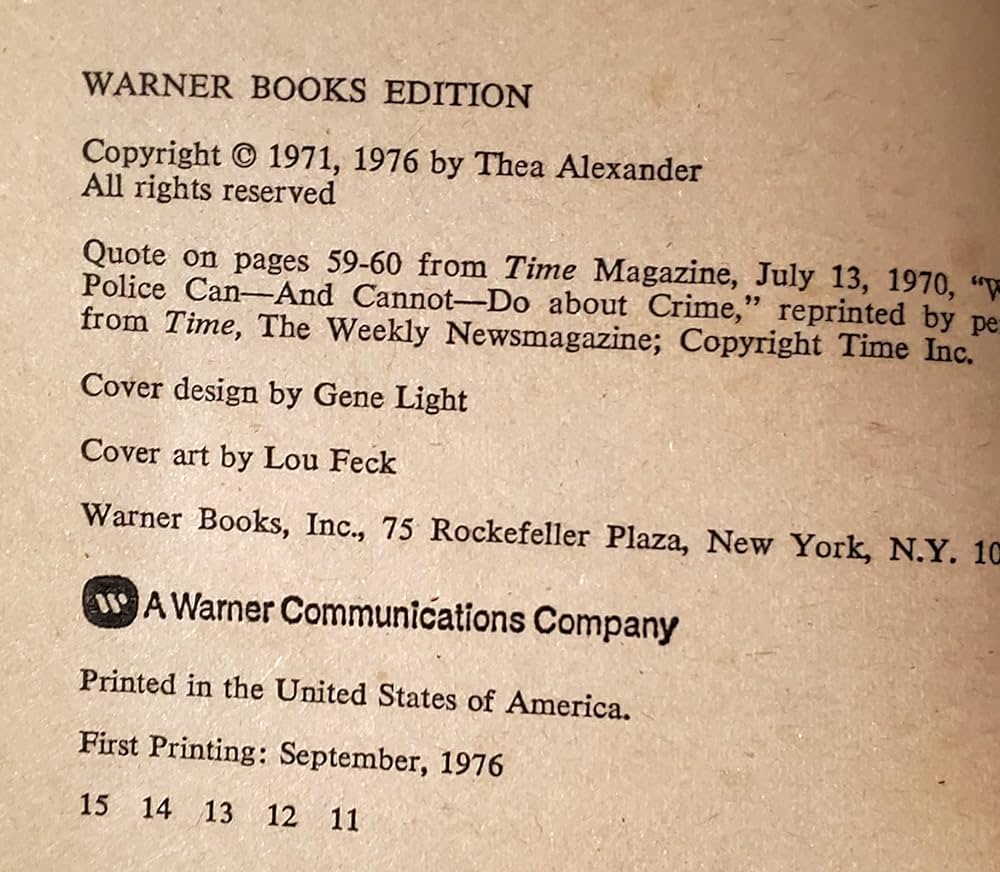 WARNER BOOKS EDITION
Copyright © 1971, 1976 by Thea Alexander
All rights reserved
Quote on pages 59-60 from Time Magazine, July 13, 1970,
Police Can—And Cannot—Do about Crime,” reprinted by
from Time, The Weekly Newsmagazine; Copyright Time Inc.
Cover design by Gene Light
Cover art by Lou Feck
Warner Books, Inc., 75 Rockefeller Plaza, New York, N.Y.
A Warner Communications Company
Printed in the United States of America.
First Printing: September, 1976
15 14 13 12 11